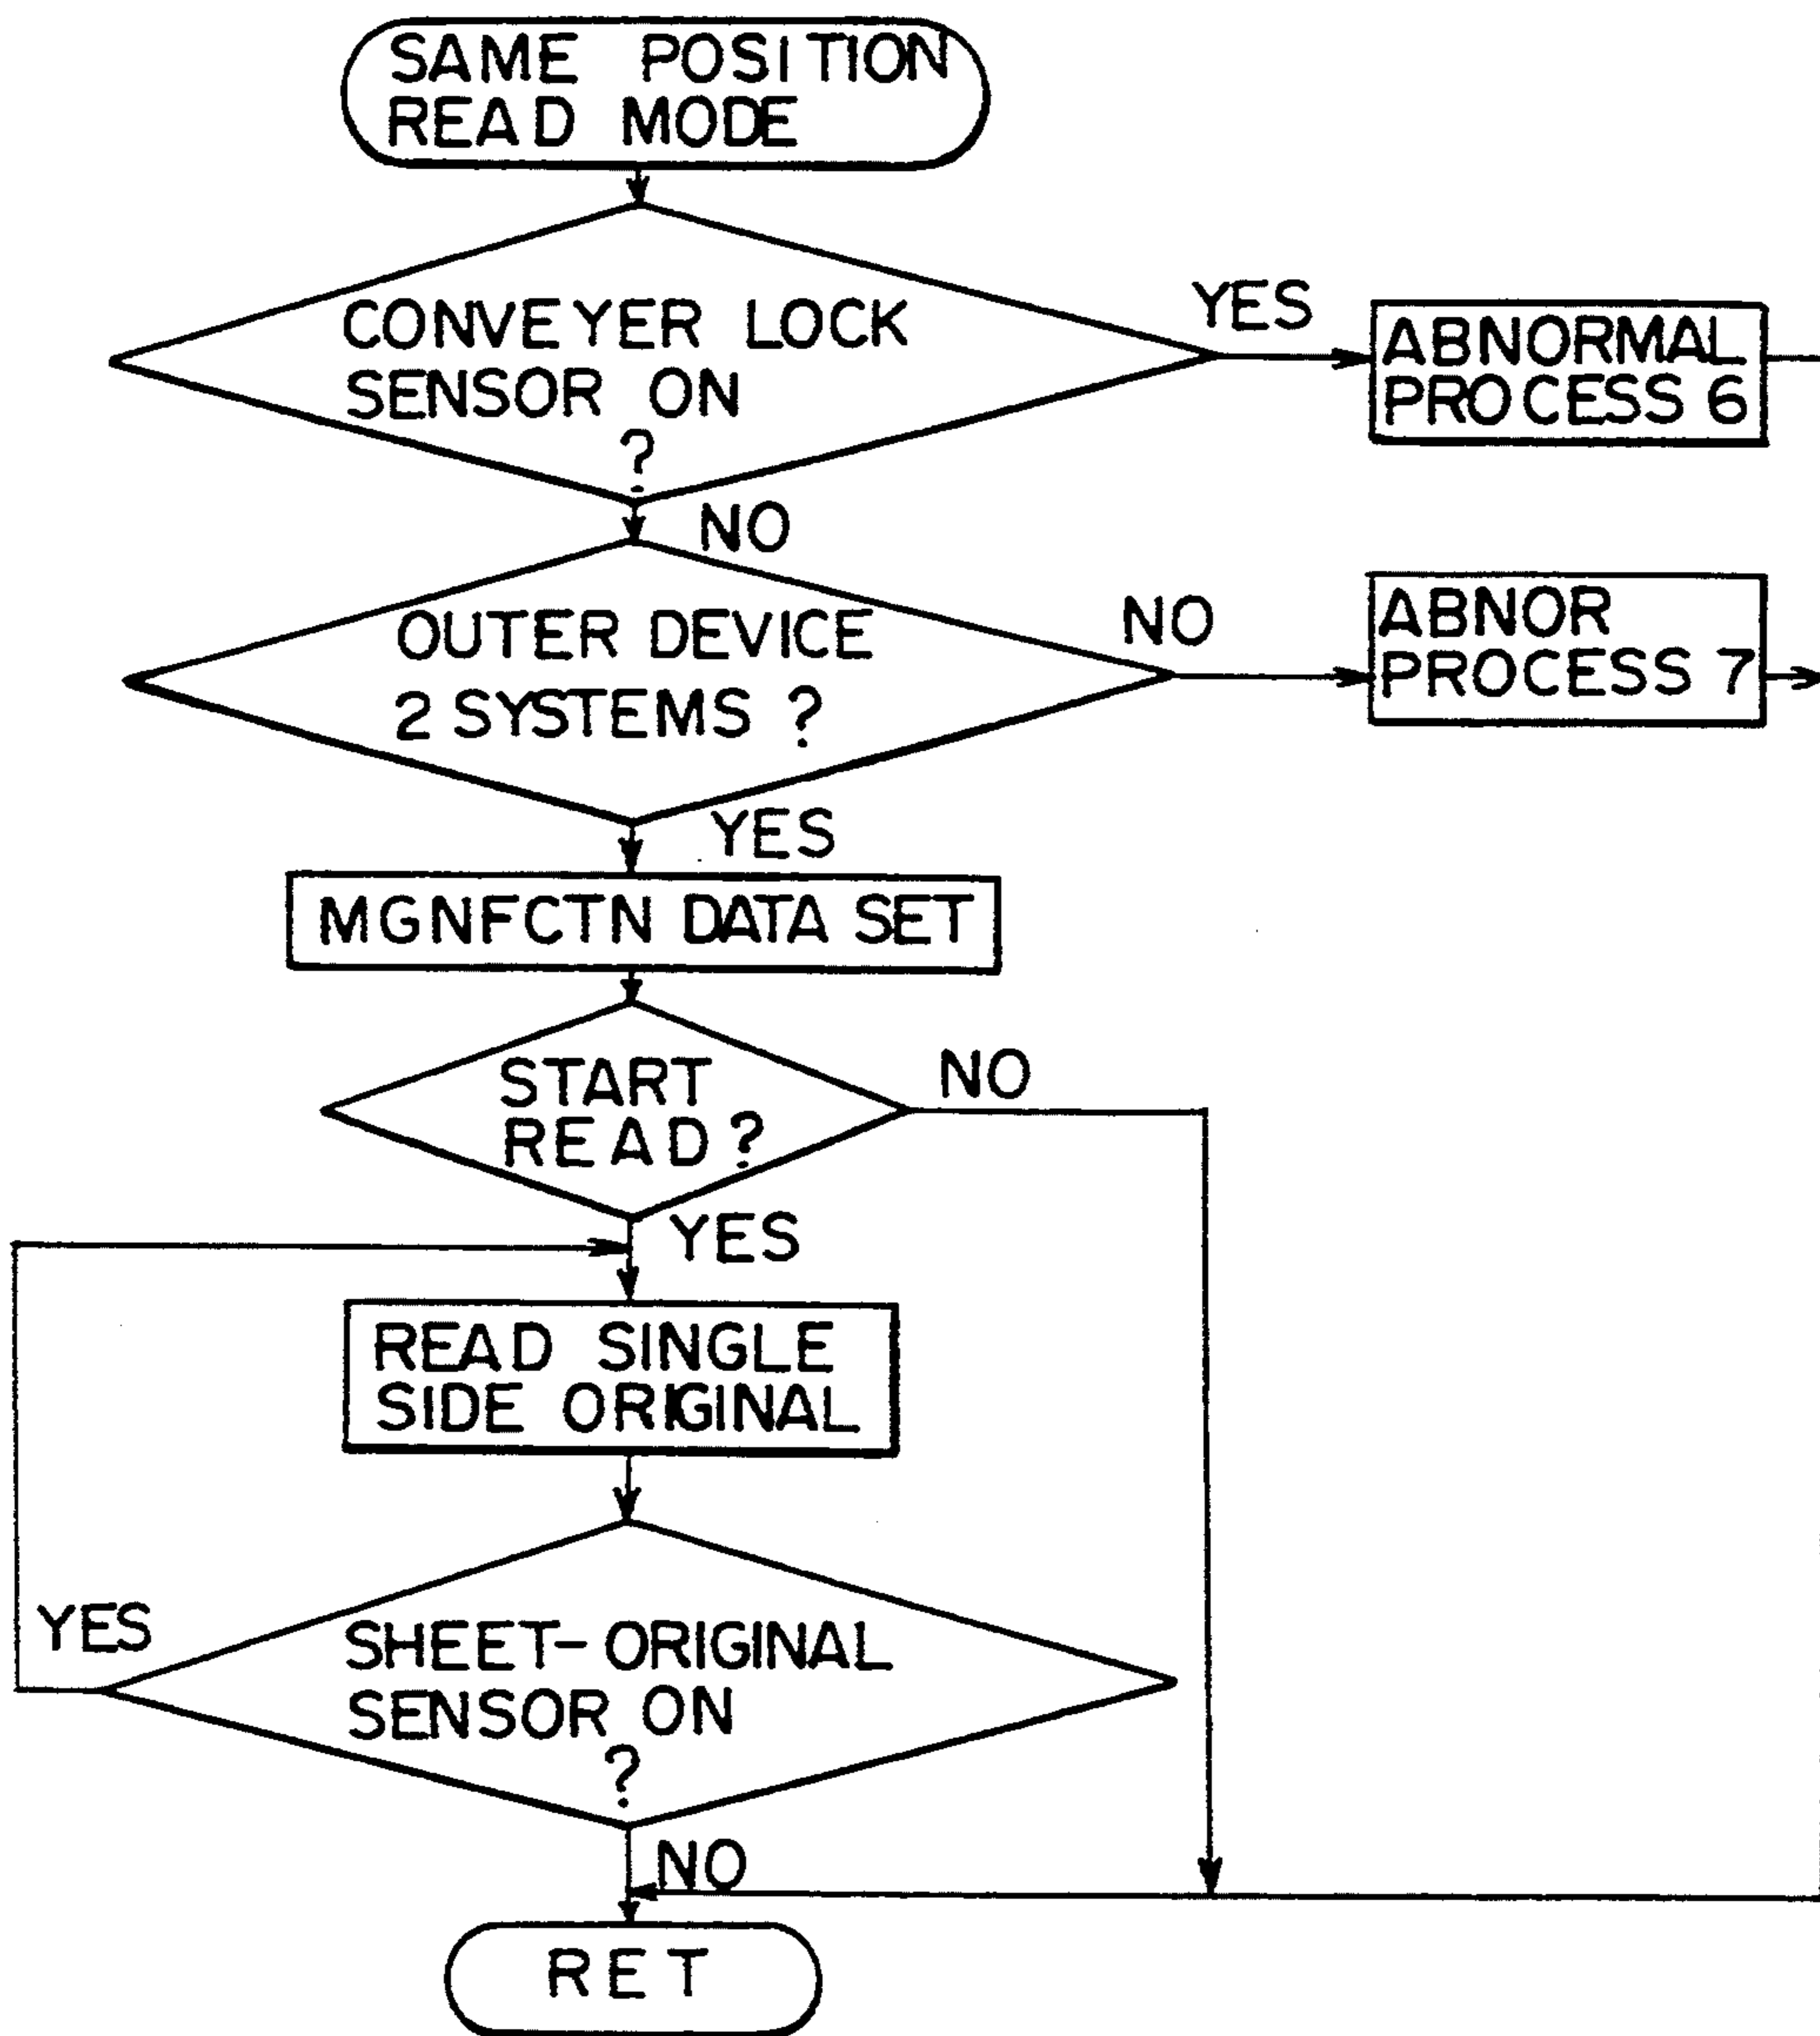 SAME POSITION
READ MODE
CONVEYER LOCK
SENSOR ON
?
YES
ABNORMAL
PROCESS 6
NO
OUTER DEVICE
2 SYSTEMS ?
NO
ABNOR
PROCESS 7
YES
MGNFCTN DATA SET
START
READ?
NO
YES
READ SINGLE
SIDE ORIGINAL
SHEET-ORIGINAL
SENSOR ON
?
YES
NO
RET